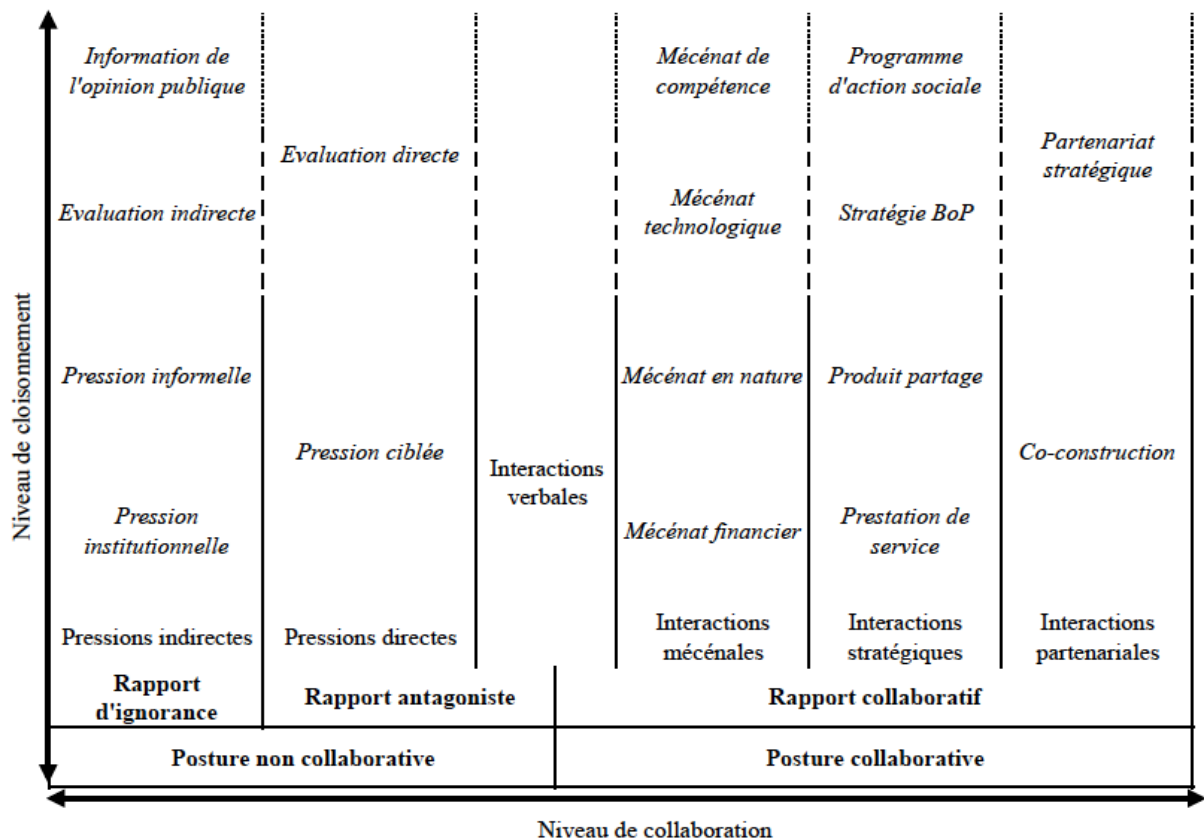 Information de
l'opinion publique
Mécénat de
compétence
Programme
d'action sociale
Evaluation directe
Partenariat
stratégique
Evaluation indirecte
Mécénat
technologique
Stratégie BoP
Niveau de cloisonnement
Pression informelle
Mécénat en nature
Produit partage
Pression ciblée
Interactions
verbales
Co-construction
Pression
institutionnelle
Mécénat financier
Prestation de
service
Pressions indirectes
Pressions directes
Interactions
mécénales
Interactions
stratégiques
Interactions
partenariales
Rapport
d'ignorance
Rapport antagoniste
Rapport collaboratif
Posture non collaborative
Posture collaborative
Niveau de collaboration